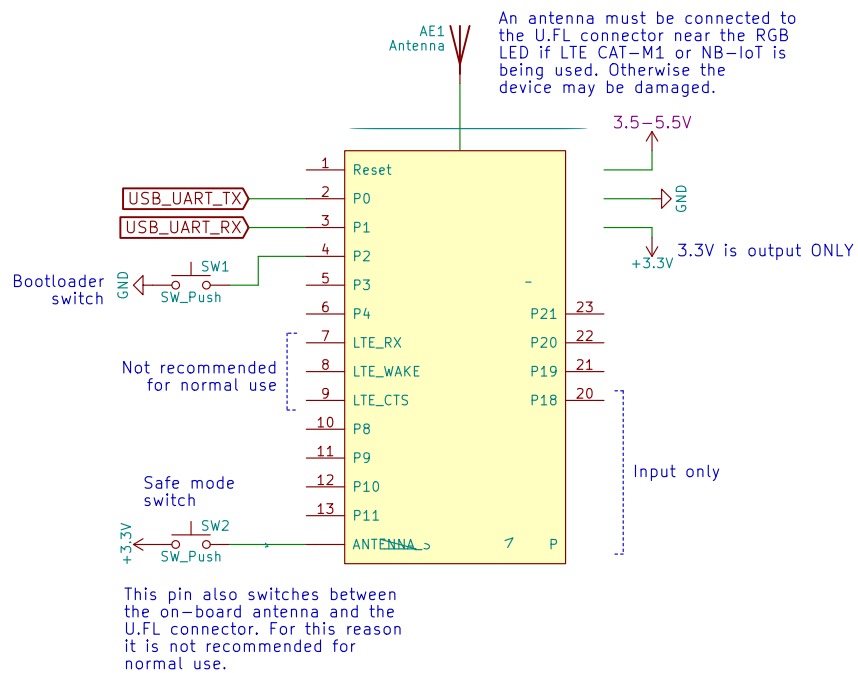 An antenna must be connected to
the U.FL connector near the RGB
LED if LTE CAT-M1 or NB-IoT is
being used. Otherwise the
device may be damaged.
AE1
Antenna
3.5-5.5V
GND
3.3V is output ONLY
+3.3V
1 Reset
USB_UART_TX 2 P0
USB_UART_RX 3 P1
4 P2
Bootloader
switch
GND
SW1
SW_Push
5 P3
6 P4
P21 23
7 LTE_RX
P20 22
8 LTE_WAKE
P19 21
9 LTE_CTS
P18 20
Not recommended
for normal use
10 P8
11 P9
12 P10
13 P11
Input only
Safe mode
switch
+3.3V
SW2
SW_Push
ANTENNA
P
This pin also switches between
the on-board antenna and the
U.FL connector. For this reason
it is not recommended for
normal use.